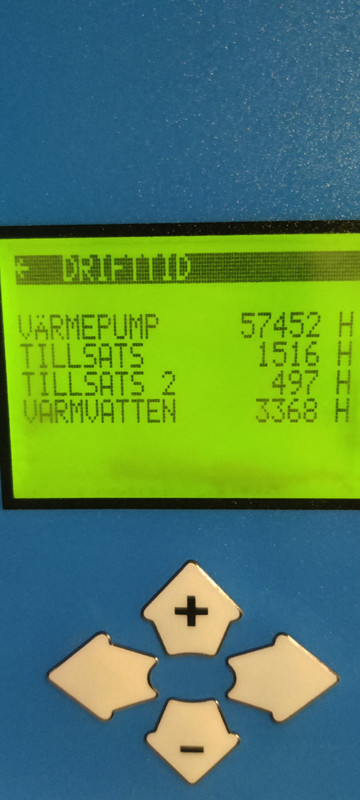 ← DRIFTTID
VÄRMEPUMP 57452 H
TILLSATS 1516 H
TILLSATS 2 497 H
VARMVATTEN 3368 H
+
-